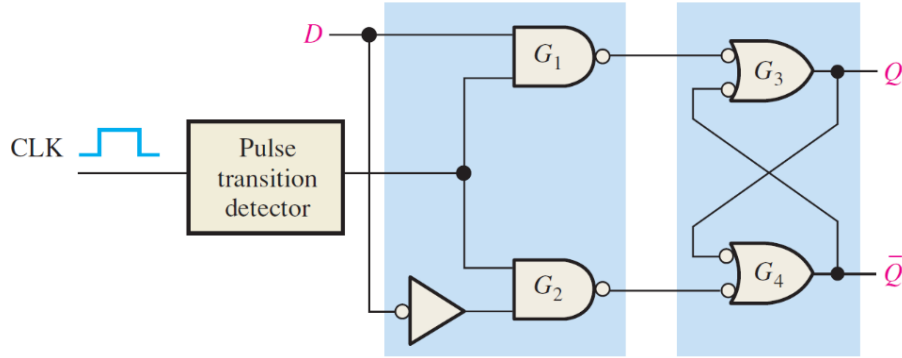 D
G₁
G₃
Q
CLK
Pulse
transition
detector
G₂
G₄
Q̄